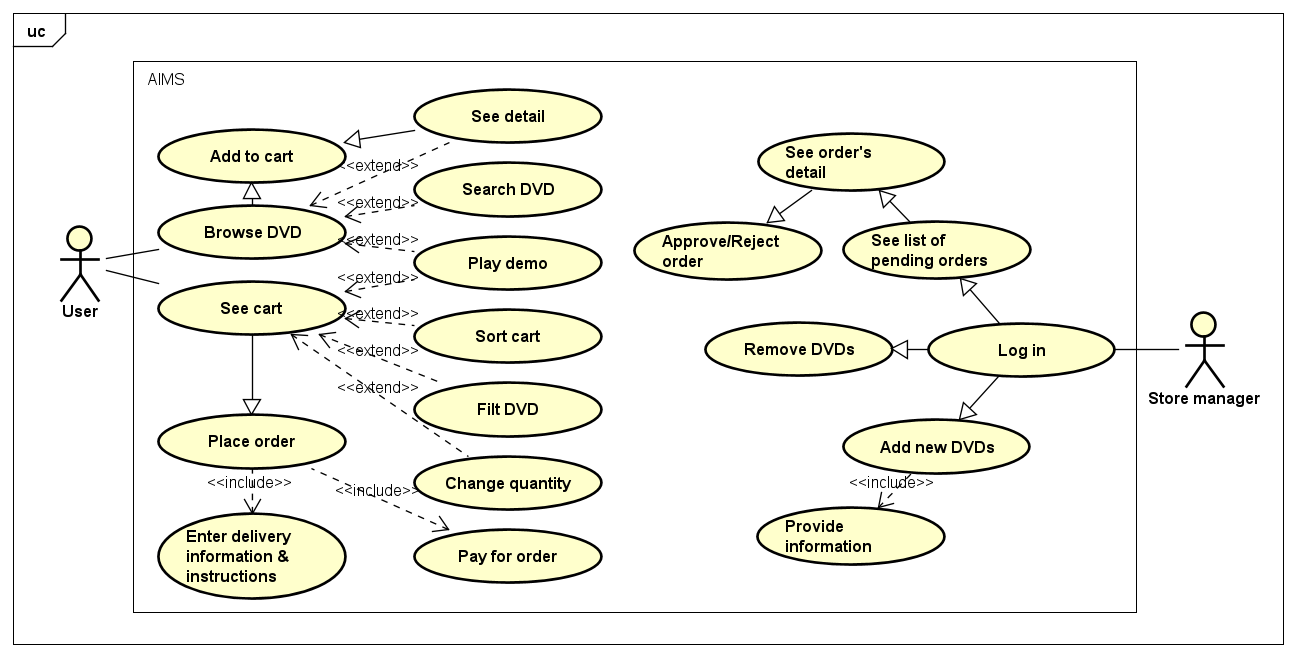 uc
AIMS
See detail
Add to cart
<<extend>>
Search DVD
<<extend>>
Browse DVD
<<extend>>
Play demo
<<extend>>
User
See cart
<<extend>>
Sort cart
<<extend>>
<<extend>>
Filt DVD
Place order
<<include>>
<<include>>
Change quantity
Enter delivery
information &
instructions
Pay for order
See order's
detail
Approve/Reject
order
See list of
pending orders
Remove DVDs
Log in
Store manager
Add new DVDs
<<include>>
Provide
information